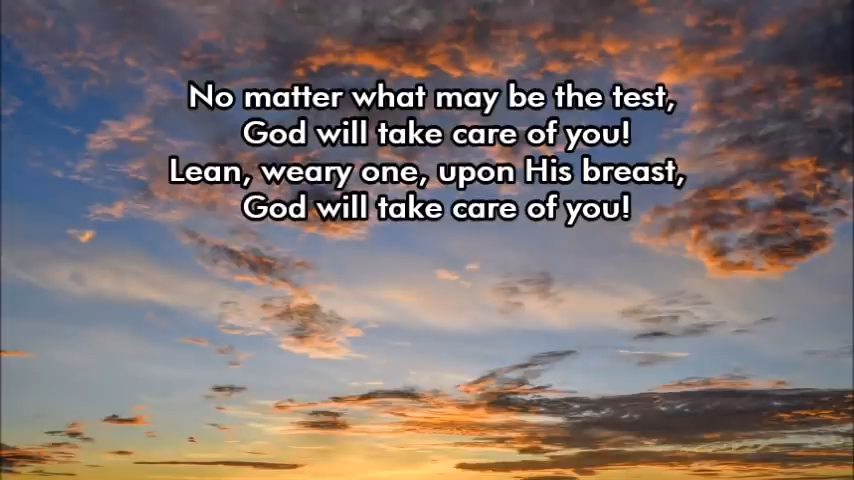 No matter what may be the test,
God will take care of you!
Lean, weary one, upon His breast,
God will take care of you!